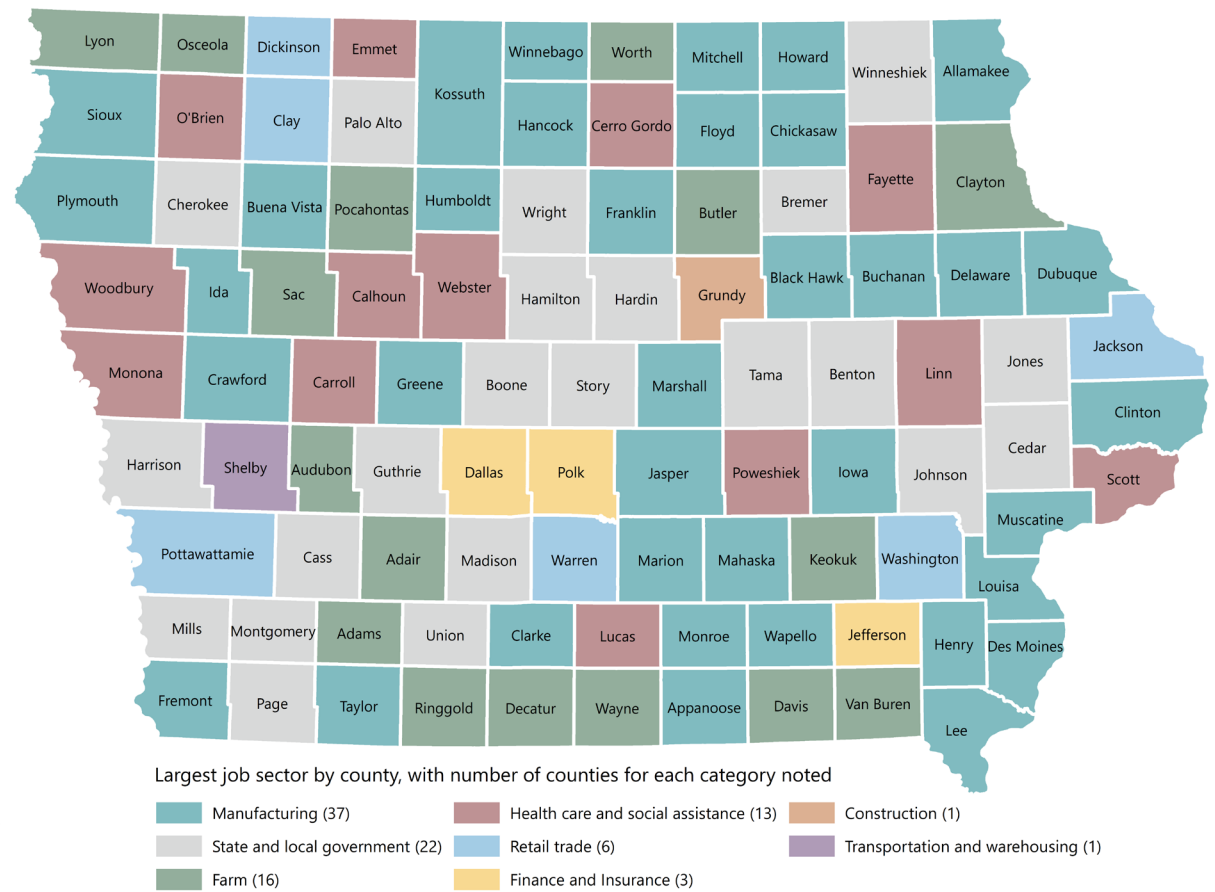 Lyon
Osceola
Dickinson
Emmet
Kossuth
Winnebago
Worth
Mitchell
Howard
Winneshiek
Allamakee
Sioux
O'Brien
Clay
Palo Alto
Hancock
Cerro Gordo
Floyd
Chickasaw
Plymouth
Cherokee
Buena Vista
Pocahontas
Humboldt
Wright
Franklin
Butler
Bremer
Fayette
Clayton
Woodbury
Ida
Sac
Calhoun
Webster
Hamilton
Hardin
Grundy
Black Hawk
Buchanan
Delaware
Dubuque
Monona
Crawford
Carroll
Greene
Boone
Story
Marshall
Tama
Benton
Linn
Jones
Jackson
Clinton
Harrison
Shelby
Audubon
Guthrie
Dallas
Polk
Jasper
Poweshiek
Iowa
Johnson
Cedar
Scott
Muscatine
Pottawattamie
Cass
Adair
Madison
Warren
Marion
Mahaska
Keokuk
Washington
Louisa
Mills
Montgomery
Adams
Union
Clarke
Lucas
Monroe
Wapello
Jefferson
Henry
Des Moines
Fremont
Page
Taylor
Ringgold
Decatur
Wayne
Appanoose
Davis
Van Buren
Lee
Largest job sector by county, with number of counties for each category noted
Manufacturing (37)
State and local government (22)
Farm (16)
Health care and social assistance (13)
Retail trade (6)
Finance and Insurance (3)
Construction (1)
Transportation and warehousing (1)